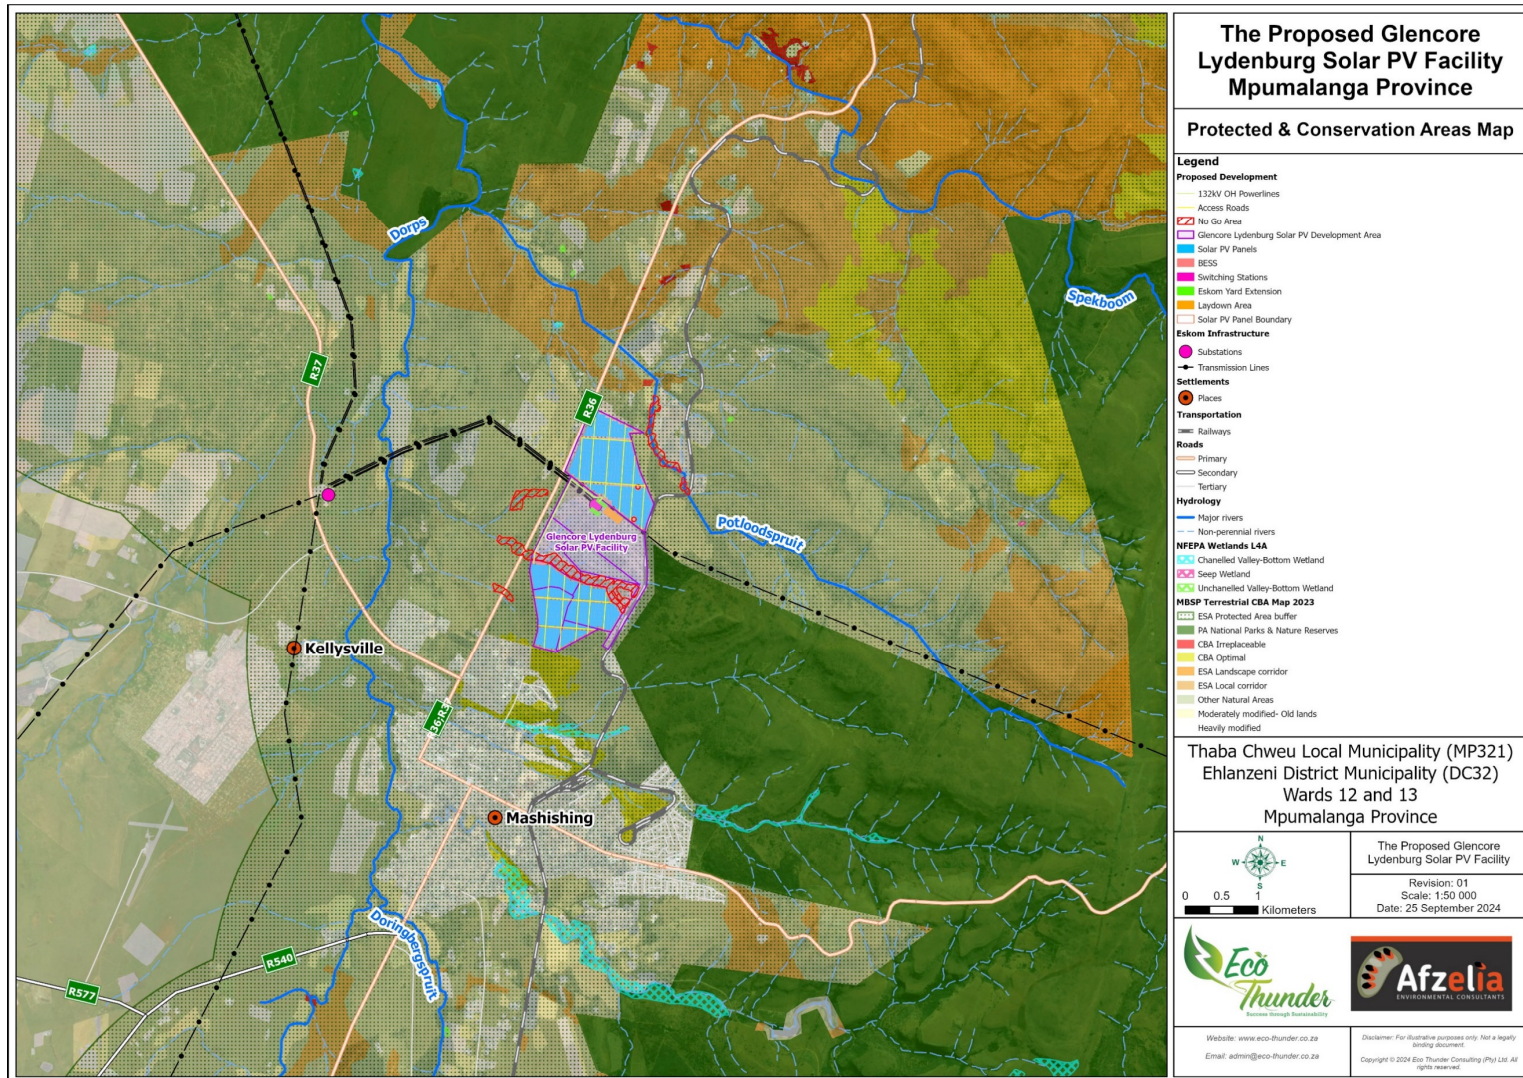 The Proposed Glencore
Lydenburg Solar PV Facility
Mpumalanga Province
Protected & Conservation Areas Map
Legend
Proposed Development
132kV OH Powerlines
Access Roads
No Go Area
Glencore Lydenburg Solar PV Development Area
Solar PV Panels
BESS
Switching Stations
Eskom Yard Extension
Laydown Area
Solar PV Panel Boundary
Eskom Infrastructure
Substations
Transmission Lines
Settlements
Places
Transportation
Railways
Roads
Primary
Secondary
Tertiary
Hydrology
Major rivers
Non-perennial rivers
NFEPA Wetlands L4A
Chanelled Valley-Bottom Wetland
Seep Wetland
Unchanelled Valley-Bottom Wetland
MBSP Terrestrial CBA Map 2023
ESA Protected Area buffer
PA National Parks & Nature Reserves
CBA Irreplaceable
CBA Optimal
ESA Landscape corridor
ESA Local corridor
Other Natural Areas
Moderately modified- Old lands
Heavily modified
Thaba Chweu Local Municipality (MP321)
Ehlanzeni District Municipality (DC32)
Wards 12 and 13
Mpumalanga Province
N
W E
S
0 0.5 1
Kilometers
The Proposed Glencore
Lydenburg Solar PV Facility
Revision: 01
Scale: 1:50 000
Date: 25 September 2024
Eco
Thunder
Success through Sustainability
Afzelia
ENVIRONMENTAL CONSULTANTS
Website: www.eco-thunder.co.za
Email: admin@eco-thunder.co.za
Disclaimer: For illustrative purposes only. Not a legally
binding document.
Copyright © 2024 Eco Thunder Consulting (Pty) Ltd. All
rights reserved.
Dorps
Spekboom
R37
R36
Potloodspruit
Glencore Lydenburg
Solar PV Facility
Kellysville
36;R3
Mashishing
Doringbergspruit
R540
R577